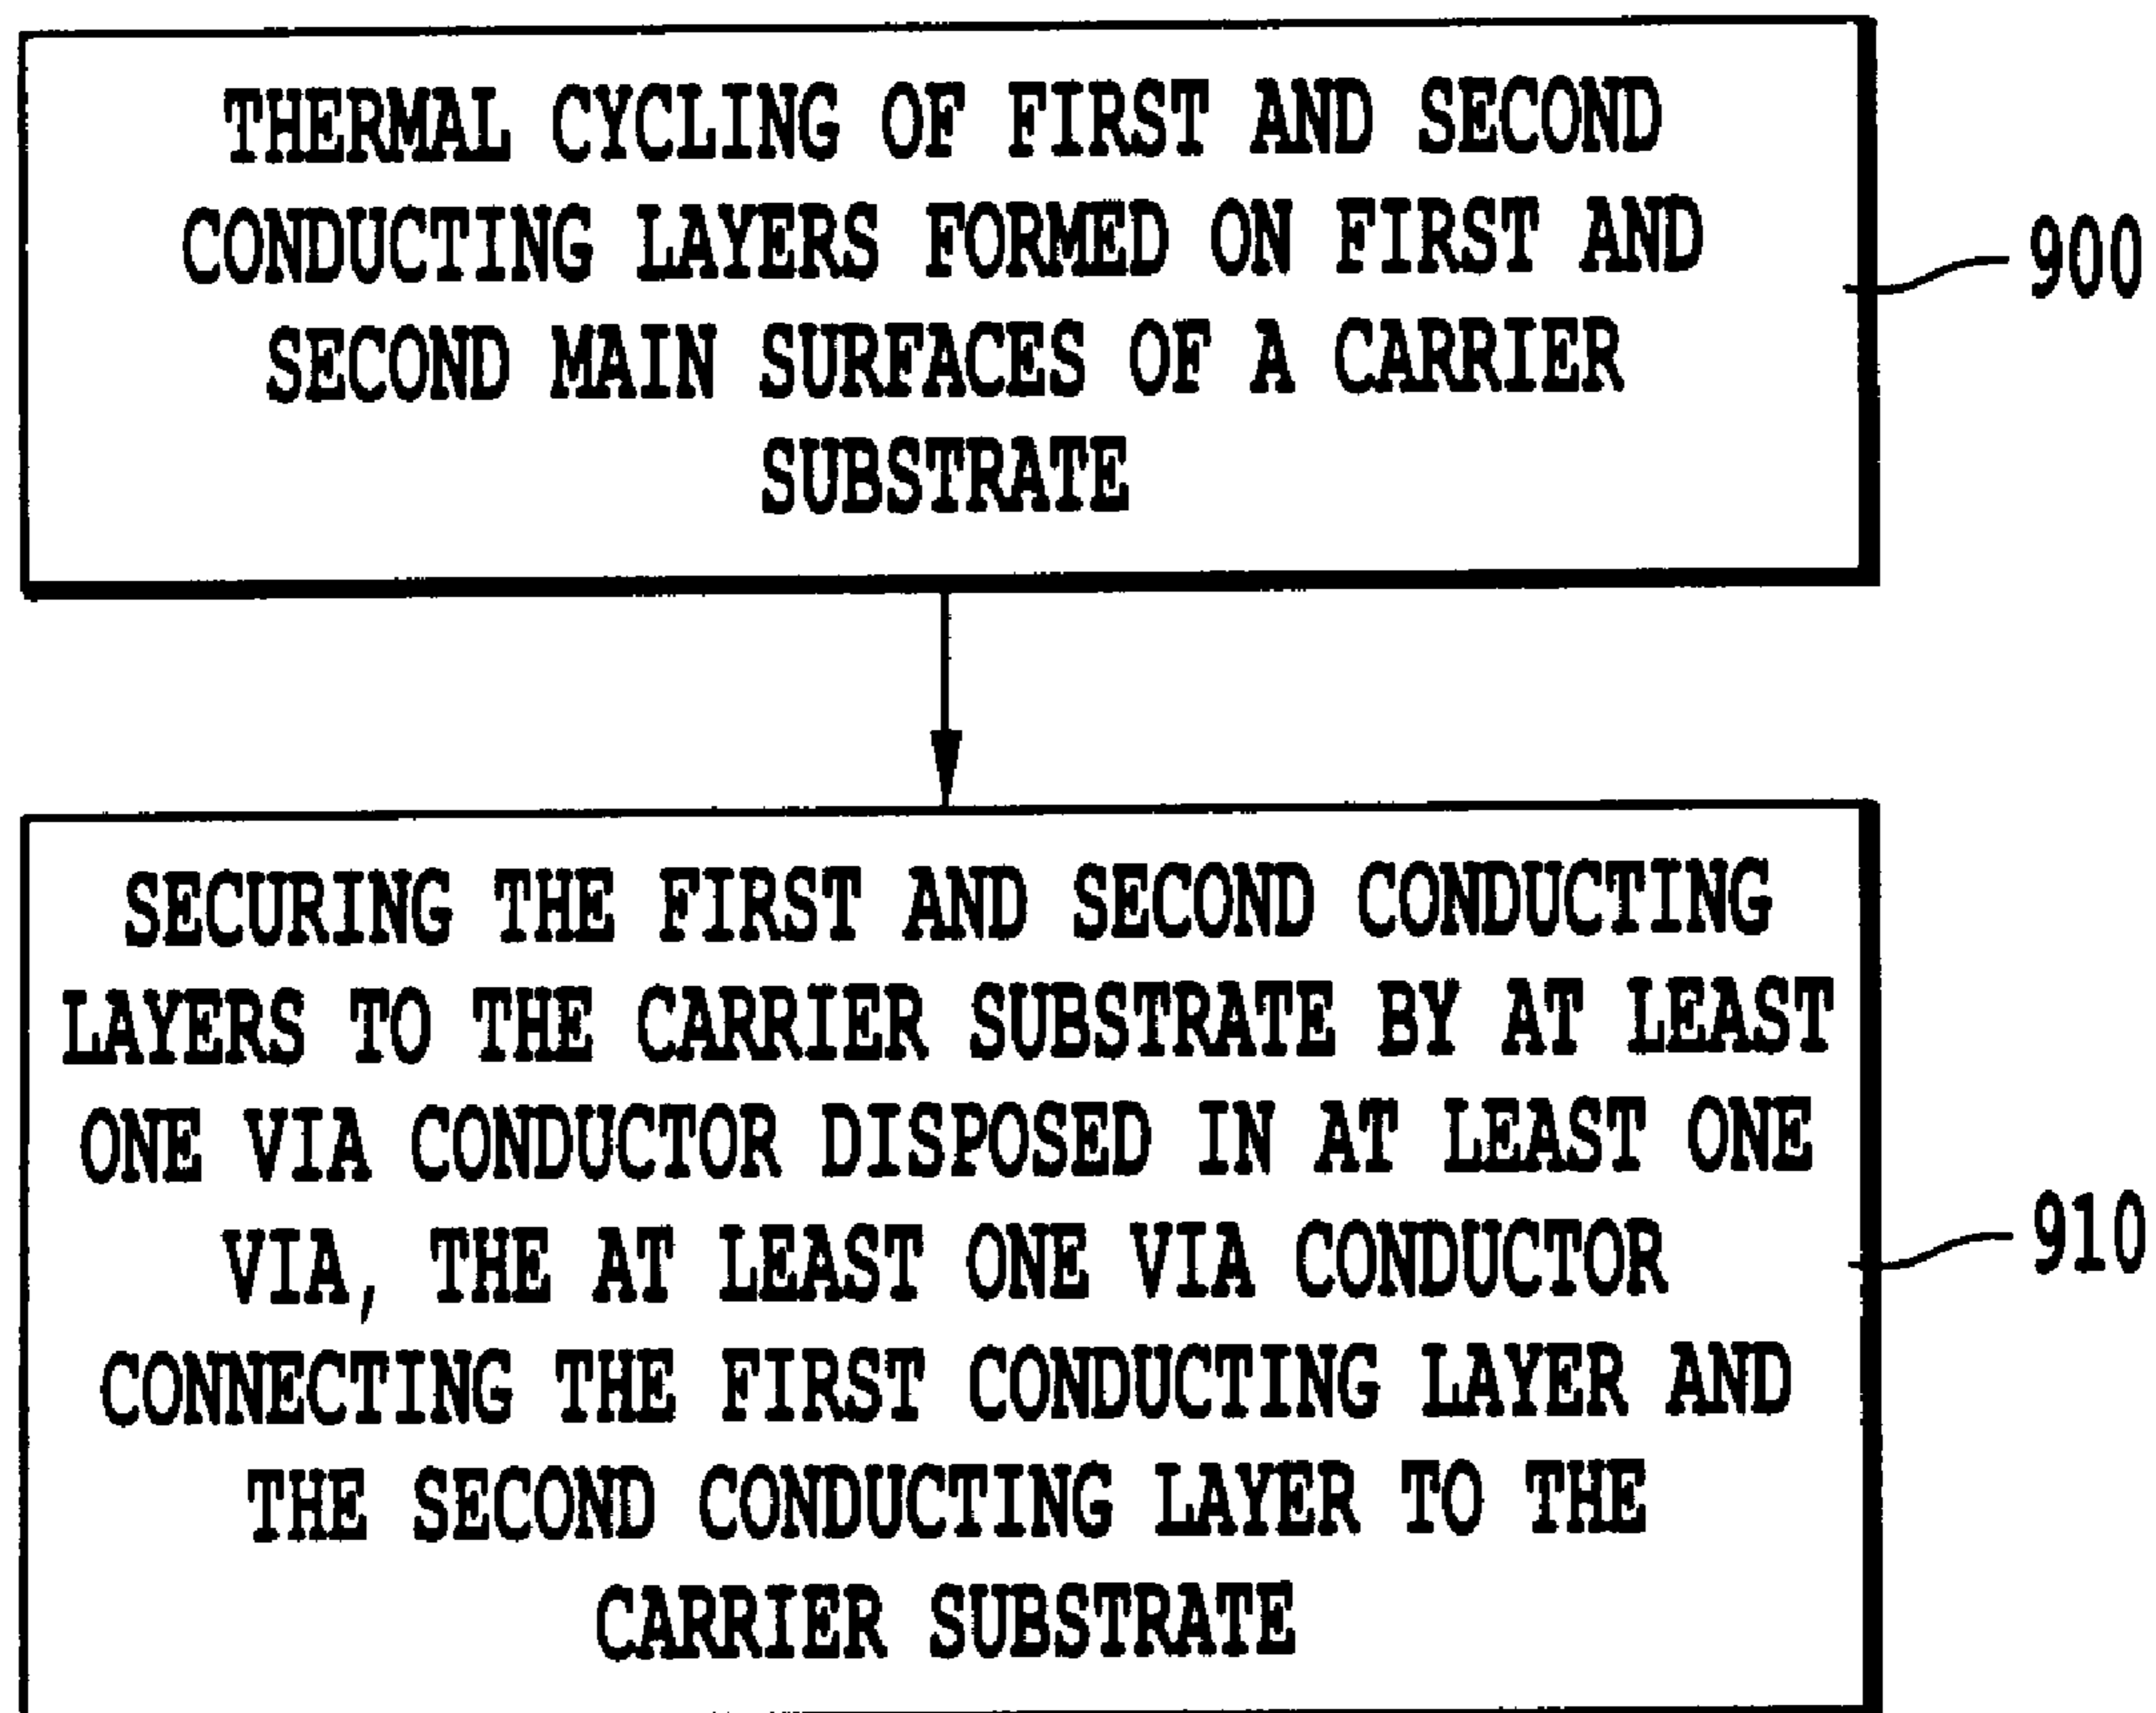 THERMAL CYCLING OF FIRST AND SECOND
CONDUCTING LAYERS FORMED ON FIRST AND
SECOND MAIN SURFACES OF A CARRIER
SUBSTRATE
900
SECURING THE FIRST AND SECOND CONDUCTING
LAYERS TO THE CARRIER SUBSTRATE BY AT LEAST
ONE VIA CONDUCTOR DISPOSED IN AT LEAST ONE
VIA, THE AT LEAST ONE VIA CONDUCTOR
CONNECTING THE FIRST CONDUCTING LAYER AND
THE SECOND CONDUCTING LAYER TO THE
CARRIER SUBSTRATE
910